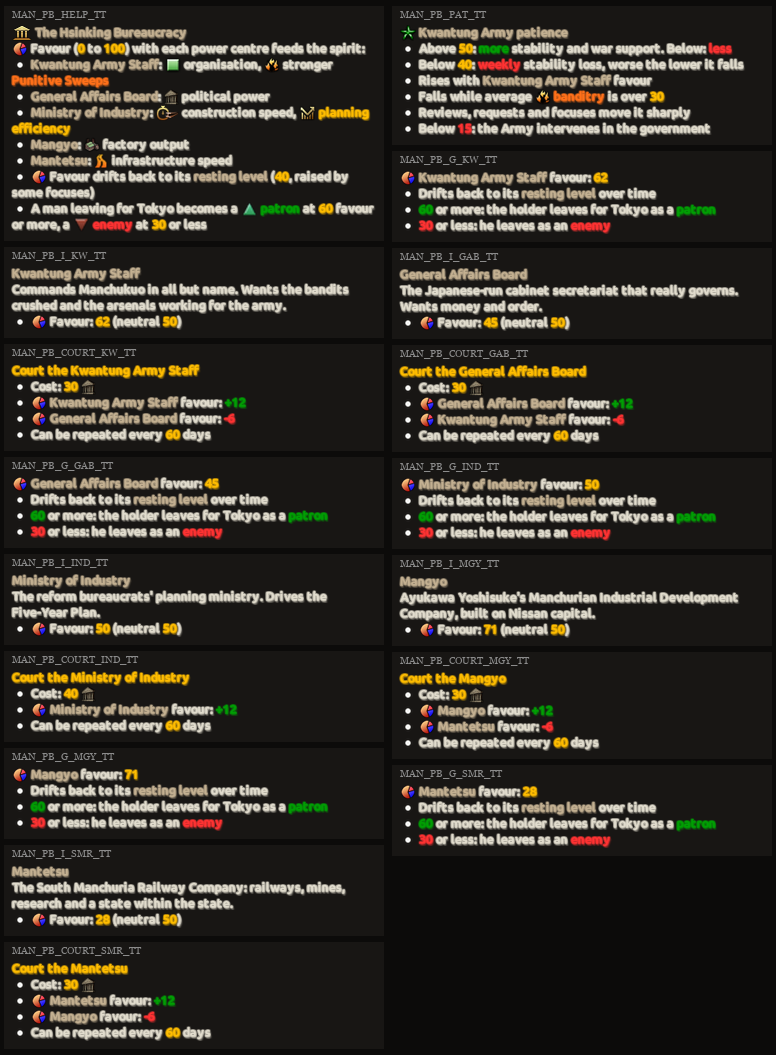 MAN_PB_HELP_TT
The Hsinking Bureaucracy
Favour (0 to 100) with each power centre feeds the spirit:
• Kwantung Army Staff: organisation, stronger
Punitive Sweeps
• General Affairs Board: political power
• Ministry of Industry: construction speed, planning
efficiency
• Mangyo: factory output
• Mantetsu: infrastructure speed
• Favour drifts back to its resting level (40, raised by
some focuses)
• A man leaving for Tokyo becomes a patron at 60 favour
or more, a enemy at 30 or less
MAN_PB_I_KW_TT
Kwantung Army Staff
Commands Manchukuo in all but name. Wants the bandits
crushed and the arsenals working for the army.
• Favour: 62 (neutral 50)
MAN_PB_COURT_KW_TT
Court the Kwantung Army Staff
• Cost: 30
• Kwantung Army Staff favour: +12
• General Affairs Board favour: -6
• Can be repeated every 60 days
MAN_PB_G_GAB_TT
General Affairs Board favour: 45
• Drifts back to its resting level over time
• 60 or more: the holder leaves for Tokyo as a patron
• 30 or less: he leaves as an enemy
MAN_PB_I_IND_TT
Ministry of Industry
The reform bureaucrats' planning ministry. Drives the
Five-Year Plan.
• Favour: 50 (neutral 50)
MAN_PB_COURT_IND_TT
Court the Ministry of Industry
• Cost: 40
• Ministry of Industry favour: +12
• Can be repeated every 60 days
MAN_PB_G_MGY_TT
Mangyo favour: 71
• Drifts back to its resting level over time
• 60 or more: the holder leaves for Tokyo as a patron
• 30 or less: he leaves as an enemy
MAN_PB_I_SMR_TT
Mantetsu
The South Manchuria Railway Company: railways, mines,
research and a state within the state.
• Favour: 28 (neutral 50)
MAN_PB_COURT_SMR_TT
Court the Mantetsu
• Cost: 30
• Mantetsu favour: +12
• Mangyo favour: -6
• Can be repeated every 60 days
MAN_PB_PAT_TT
Kwantung Army patience
• Above 50: more stability and war support. Below: less
• Below 40: weekly stability loss, worse the lower it falls
• Rises with Kwantung Army Staff favour
• Falls while average banditry is over 30
• Reviews, requests and focuses move it sharply
• Below 15: the Army intervenes in the government
MAN_PB_G_KW_TT
Kwantung Army Staff favour: 62
• Drifts back to its resting level over time
• 60 or more: the holder leaves for Tokyo as a patron
• 30 or less: he leaves as an enemy
MAN_PB_I_GAB_TT
General Affairs Board
The Japanese-run cabinet secretariat that really governs.
Wants money and order.
• Favour: 45 (neutral 50)
MAN_PB_COURT_GAB_TT
Court the General Affairs Board
• Cost: 30
• General Affairs Board favour: +12
• Kwantung Army Staff favour: -6
• Can be repeated every 60 days
MAN_PB_G_IND_TT
Ministry of Industry favour: 50
• Drifts back to its resting level over time
• 60 or more: the holder leaves for Tokyo as a patron
• 30 or less: he leaves as an enemy
MAN_PB_I_MGY_TT
Mangyo
Ayukawa Yoshisuke's Manchurian Industrial Development
Company, built on Nissan capital.
• Favour: 71 (neutral 50)
MAN_PB_COURT_MGY_TT
Court the Mangyo
• Cost: 30
• Mangyo favour: +12
• Mantetsu favour: -6
• Can be repeated every 60 days
MAN_PB_G_SMR_TT
Mantetsu favour: 28
• Drifts back to its resting level over time
• 60 or more: the holder leaves for Tokyo as a patron
• 30 or less: he leaves as an enemy